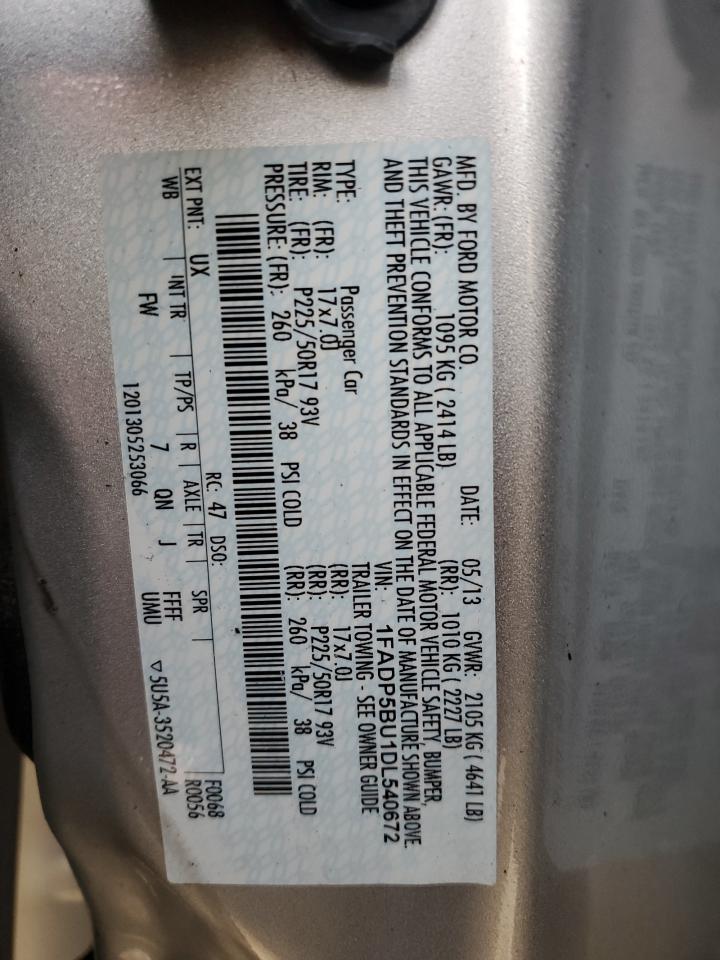 MFD. BY FORD MOTOR CO. DATE: 05/13 GVWR: 2105 KG ( 4641 LB)
GAWR: (FR): 1095 KG ( 2414 LB) (RR): 1010 KG ( 2227 LB)
THIS VEHICLE CONFORMS TO ALL APPLICABLE FEDERAL MOTOR VEHICLE SAFETY, BUMPER,
AND THEFT PREVENTION STANDARDS IN EFFECT ON THE DATE OF MANUFACTURE SHOWN ABOVE.
VIN: 1FADP5BU1DL540672
TYPE: Passenger Car TRAILER TOWING - SEE OWNER GUIDE
RIM: (FR): 17x7.0J (RR): 17x7.0J
TIRE: (FR): P225/50R17 93V (RR): P225/50R17 93V
PRESSURE: (FR): 260 kPa/ 38 PSI COLD (RR): 260 kPa/ 38 PSI COLD
F0068
RC: 47 DSO: R0056
EXT PNT: UX
WB | INT TR | TP/PS | R | AXLE | TR | SPR
FW 7 QN J FFFF
UMU
1201305253066 ▽5U5A-3520472-AA